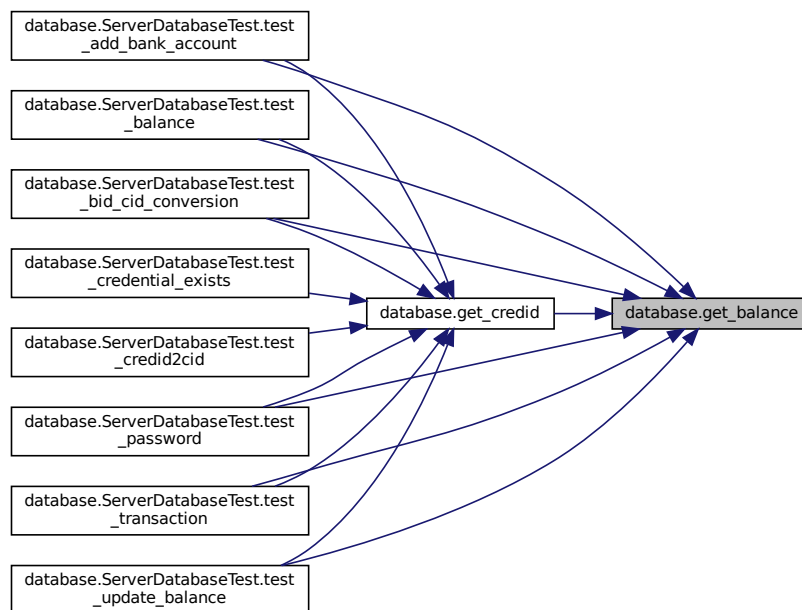 database.ServerDatabaseTest.test
_add_bank_account
database.ServerDatabaseTest.test
_balance
database.ServerDatabaseTest.test
_bid_cid_conversion
database.ServerDatabaseTest.test
_credential_exists
database.get_credid
database.get_balance
database.ServerDatabaseTest.test
_credid2cid
database.ServerDatabaseTest.test
_password
database.ServerDatabaseTest.test
_transaction
database.ServerDatabaseTest.test
_update_balance